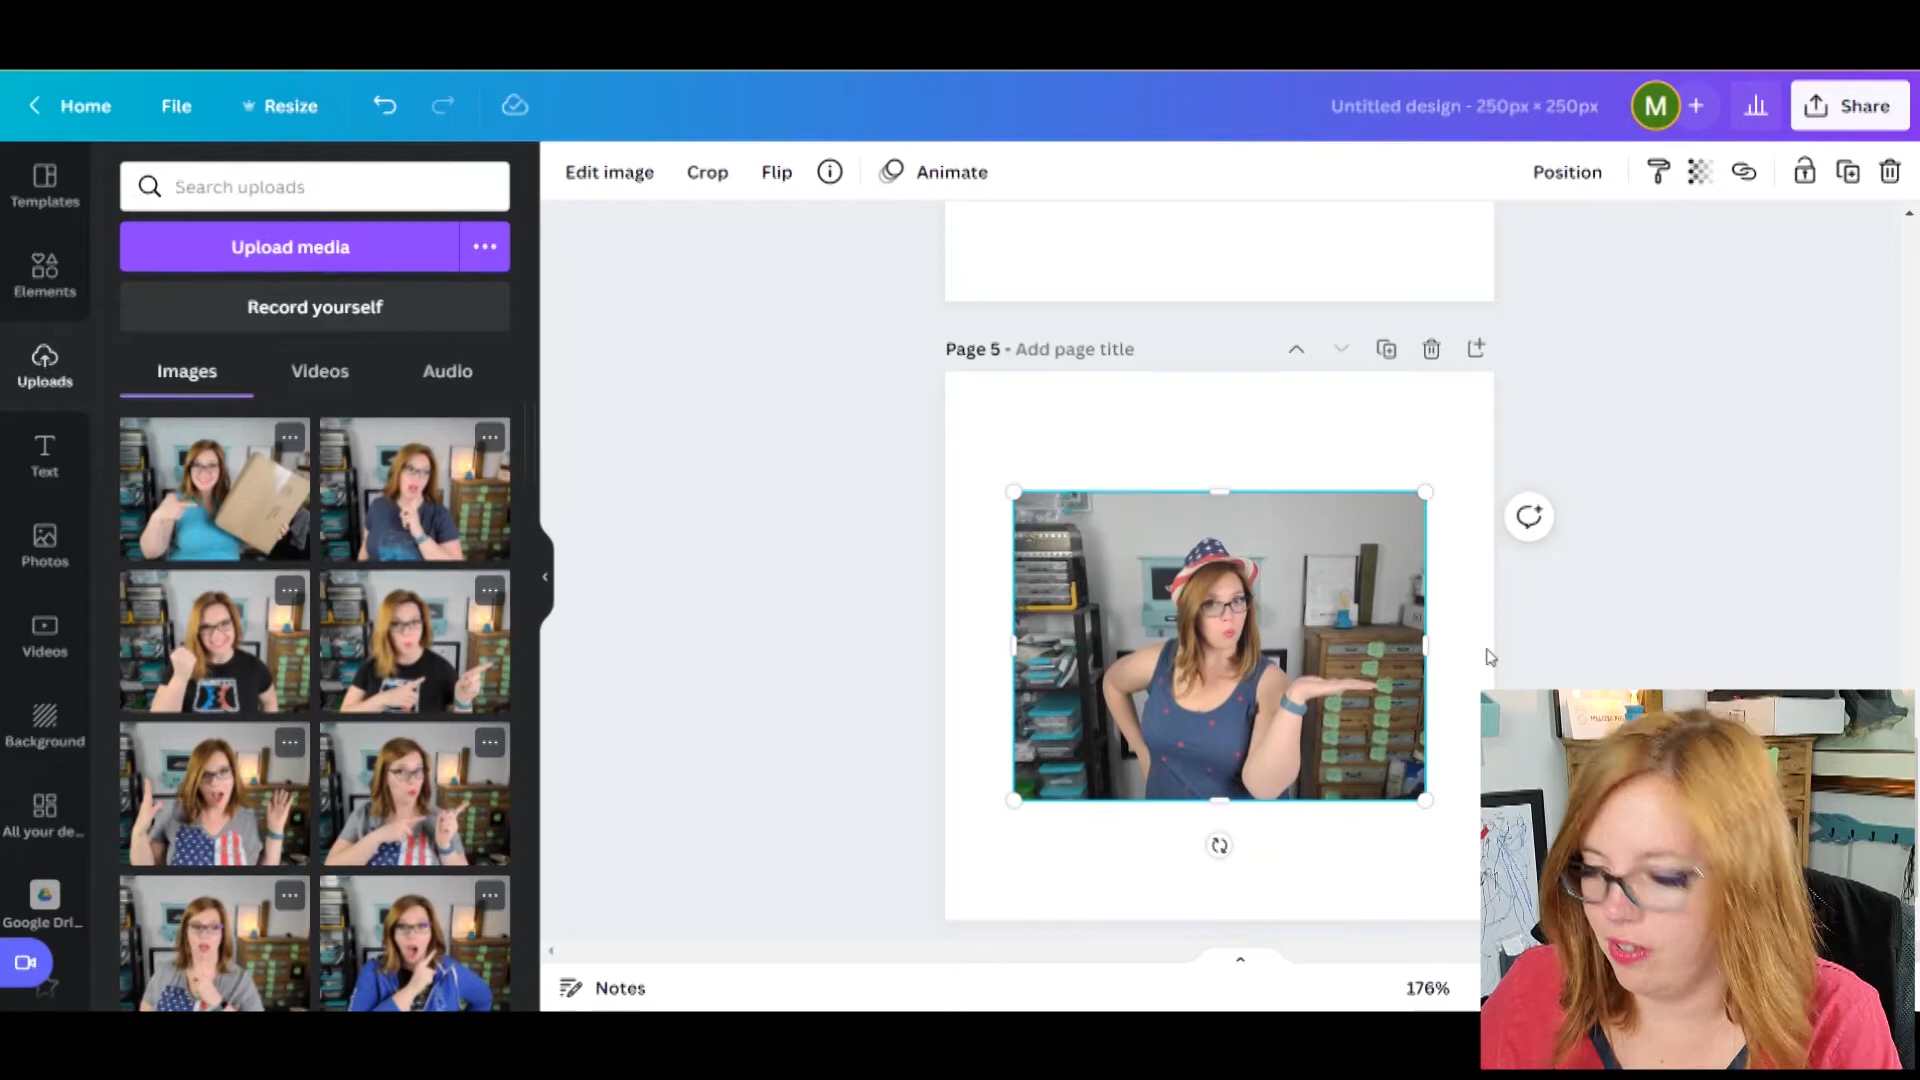 Home
File
Resize
Untitled design - 250px × 250px
M
Share
Templates
Elements
Uploads
Text
Photos
Videos
Background
All your de...
Google Dri...
Search uploads
Upload media
Record yourself
Images
Videos
Audio
Edit image
Crop
Flip
Animate
Position
Page 5 - Add page title
Notes
176%